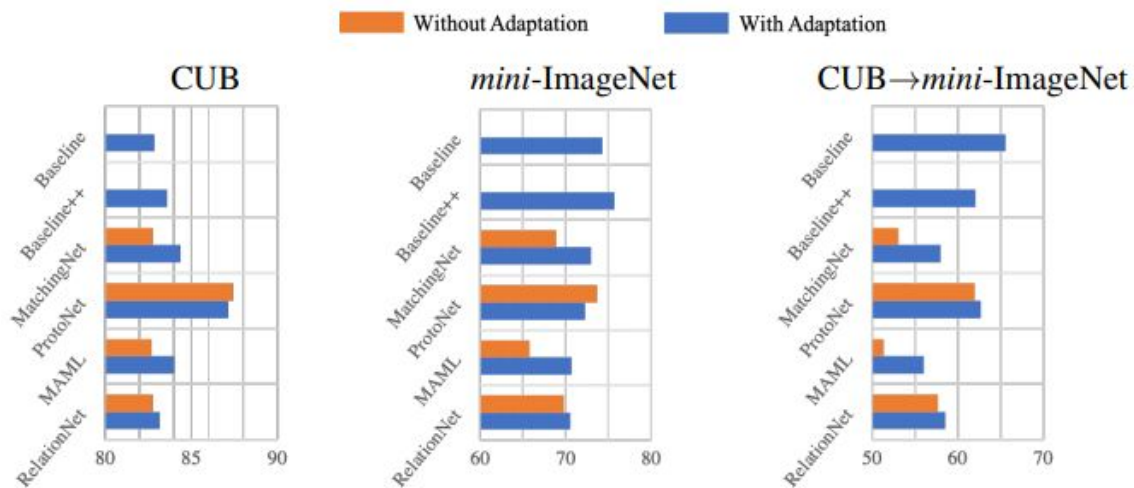 Without Adaptation
With Adaptation
CUB
Baseline
Baseline++
MatchingNet
ProtoNet
MAML
RelationNet
80 85 90
mini-ImageNet
Baseline
Baseline++
MatchingNet
ProtoNet
MAML
RelationNet
60 70 80
CUB→mini-ImageNet
Baseline
Baseline++
MatchingNet
ProtoNet
MAML
RelationNet
50 60 70